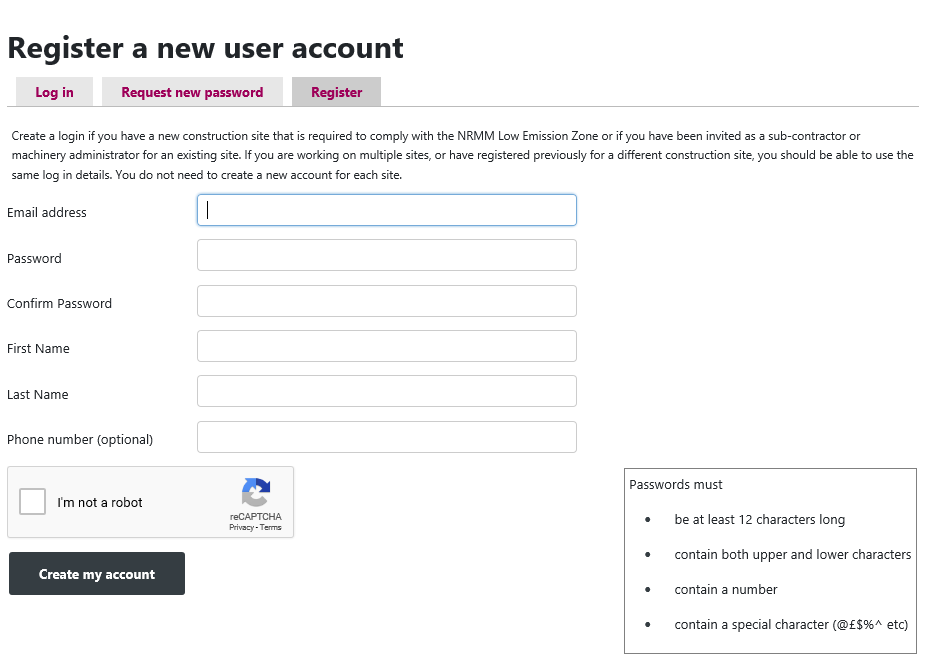 Register a new user account
Log in
Request new password
Register
Create a login if you have a new construction site that is required to comply with the NRMM Low Emission Zone or if you have been invited as a sub-contractor or
machinery administrator for an existing site. If you are working on multiple sites, or have registered previously for a different construction site, you should be able to use the
same log in details. You do not need to create a new account for each site.
Email address
Password
Confirm Password
First Name
Last Name
Phone number (optional)
I'm not a robot
reCAPTCHA
Privacy - Terms
Create my account
Passwords must
• be at least 12 characters long
• contain both upper and lower characters
• contain a number
• contain a special character (@£$%^ etc)